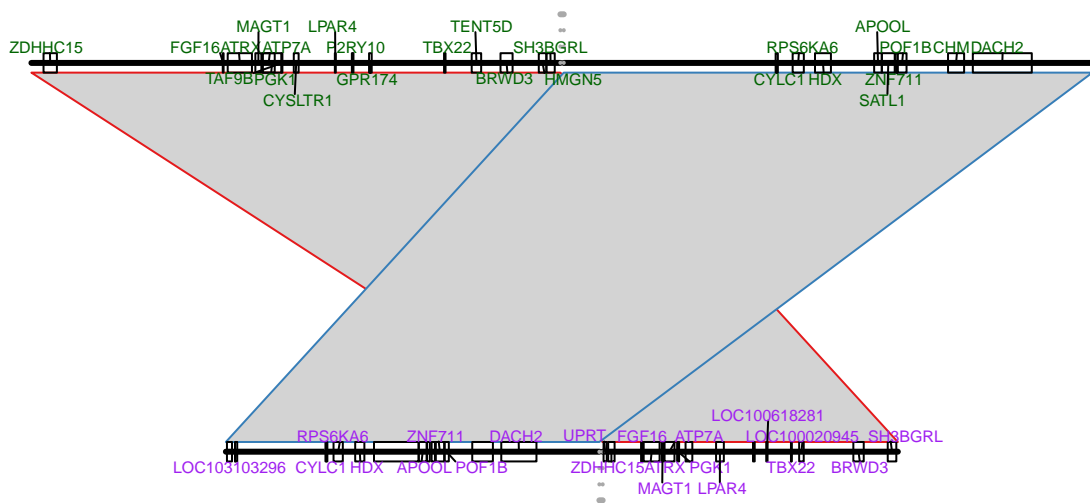 MAGT1 LPAR4 TENT5D APOOL
ZDHHC15 FGF16 ATRX ATP7A P2RY10 TBX22 SH3BGRL RPS6KA6 POF1B CHM DACH2
TAF9B PGK1 GPR174 BRWD3 HMGN5 CYLC1 HDX ZNF711
CYSLTR1 SATL1
LOC100618281
RPS6KA6 ZNF711 DACH2 UPRT FGF16 ATP7A LOC100020945 SH3BGRL
LOC103103296 CYLC1 HDX APOOL POF1B ZDHHC15 ATRX PGK1 TBX22 BRWD3
MAGT1 LPAR4